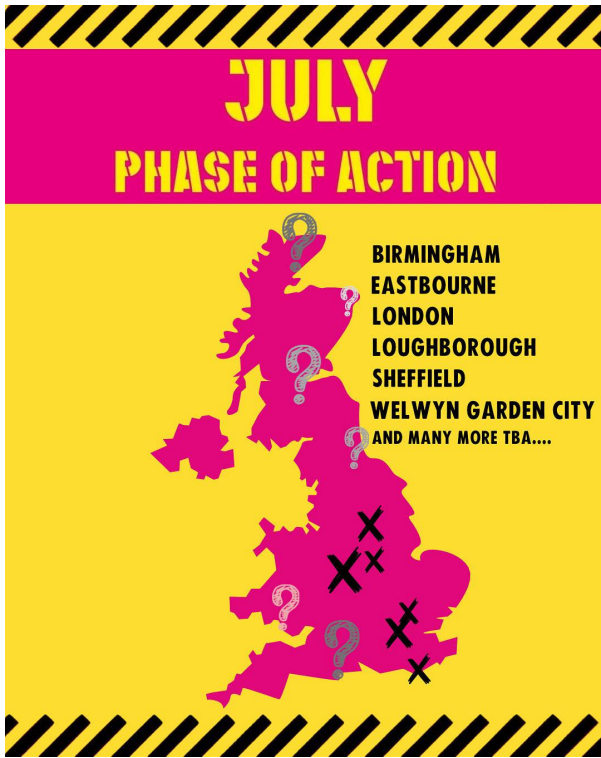 JULY
PHASE OF ACTION
BIRMINGHAM
EASTBOURNE
LONDON
LOUGHBOROUGH
SHEFFIELD
WELWYN GARDEN CITY
AND MANY MORE TBA....